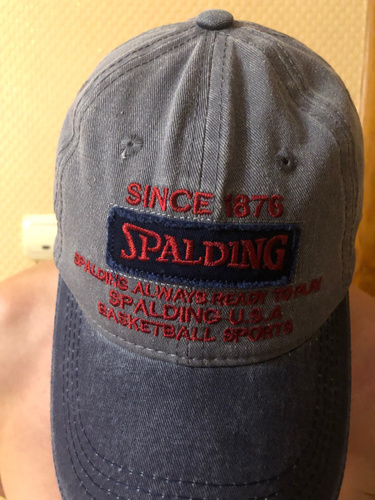 SINCE 1876
SPALDING
SPALDING ALWAYS READY TO PLAY
SPALDING U.S.A
BASKETBALL SPORTS